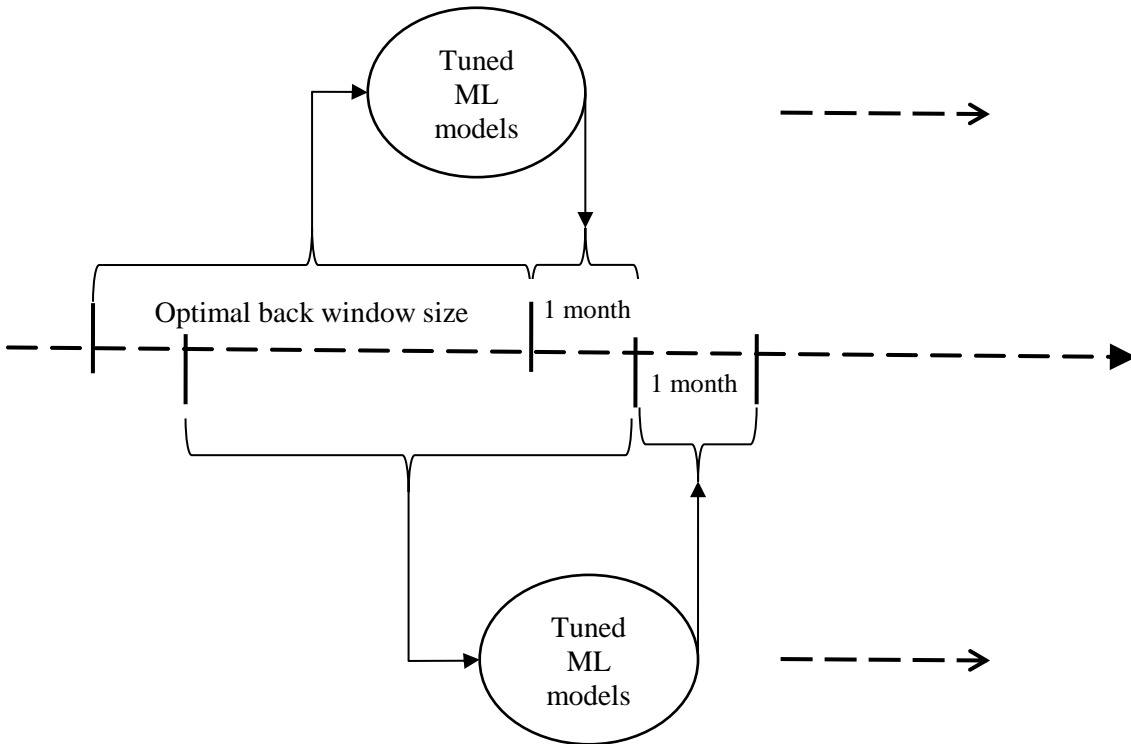 Tuned
ML
models
Optimal back window size
1 month
1 month
Tuned
ML
models